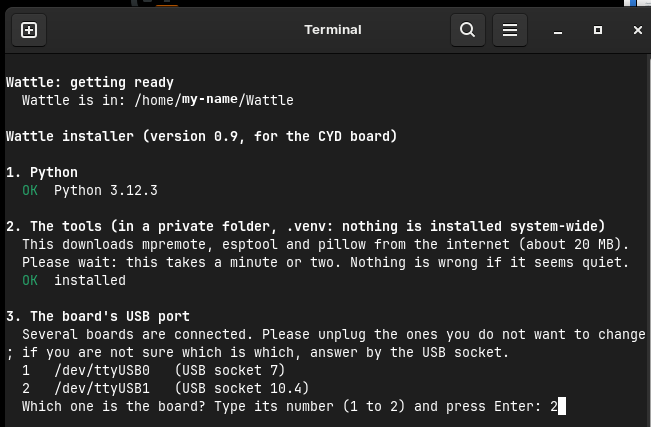 Terminal
Wattle: getting ready
Wattle is in: /home/my-name/Wattle
Wattle installer (version 0.9, for the CYD board)
1. Python
OK  Python 3.12.3
2. The tools (in a private folder, .venv: nothing is installed system-wide)
This downloads mpremote, esptool and pillow from the internet (about 20 MB).
Please wait: this takes a minute or two. Nothing is wrong if it seems quiet.
OK  installed
3. The board's USB port
Several boards are connected. Please unplug the ones you do not want to change
; if you are not sure which is which, answer by the USB socket.
1   /dev/ttyUSB0   (USB socket 7)
2   /dev/ttyUSB1   (USB socket 10.4)
Which one is the board? Type its number (1 to 2) and press Enter: 2